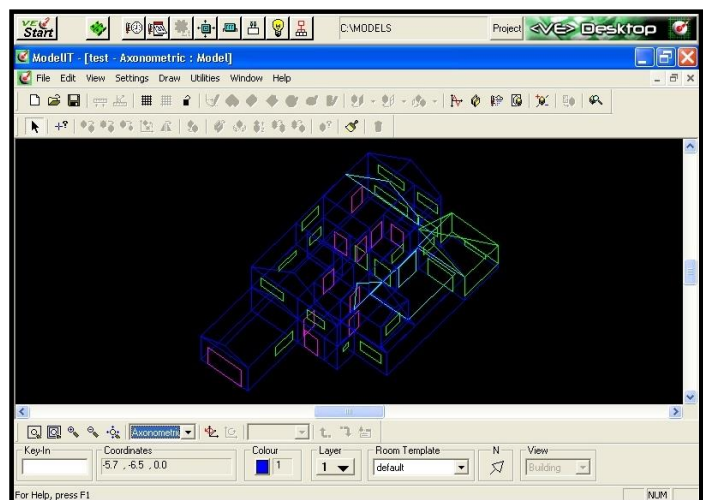 VE
Start
C:\MODELS
Project <VE> Desktop
ModelIT - [test - Axonometric : Model]
File Edit View Settings Draw Utilities Window Help
Axonometric
Key-In Coordinates Colour Layer Room Template N View
-5.7 , -6.5 , 0.0 1 1 default Building
For Help, press F1 NUM